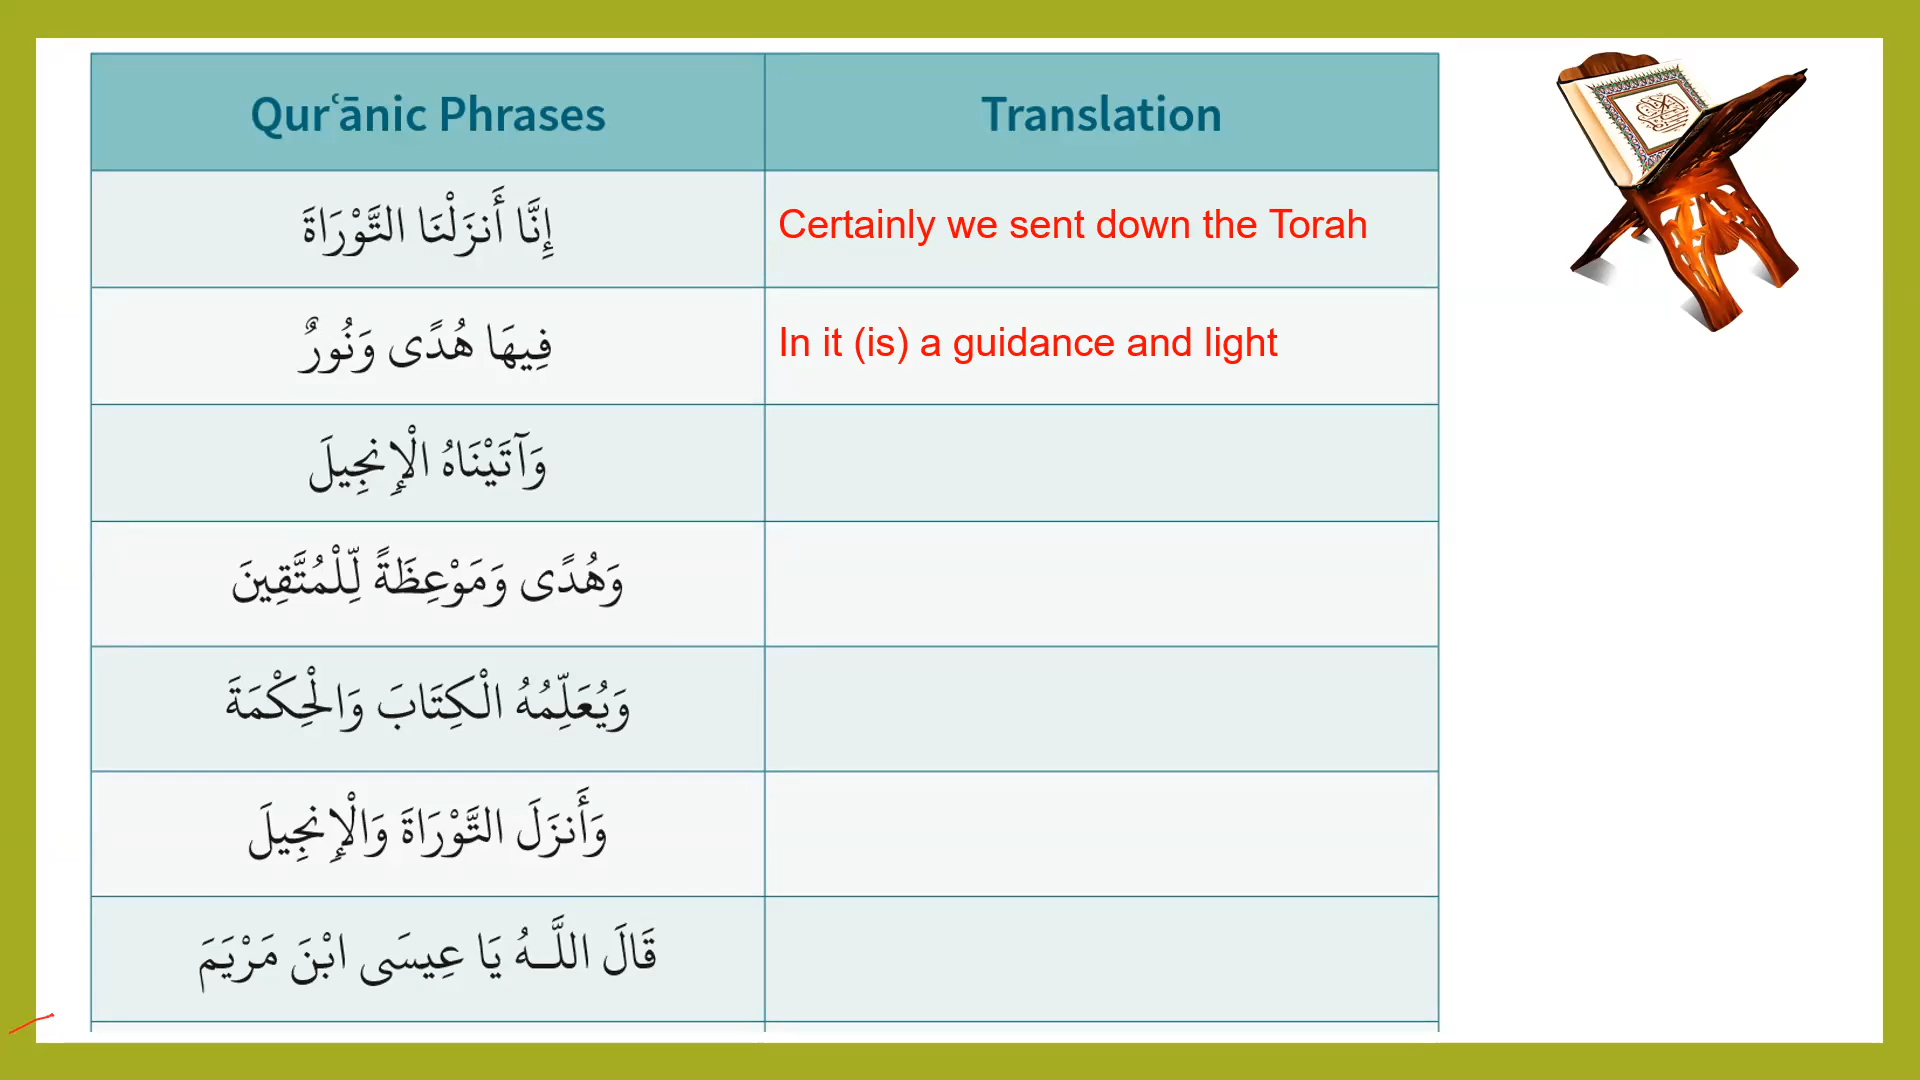 Qurʿānic Phrases
Translation
إِنَّا أَنزَلْنَا التَّوْرَاةَ
Certainly we sent down the Torah
فِيهَا هُدًى وَنُورٌ
In it (is) a guidance and light
وَآتَيْنَاهُ الْإِنجِيلَ
وَهُدًى وَمَوْعِظَةً لِّلْمُتَّقِينَ
وَيُعَلِّمُهُ الْكِتَابَ وَالْحِكْمَةَ
وَأَنزَلَ التَّوْرَاةَ وَالْإِنجِيلَ
قَالَ اللَّـهُ يَا عِيسَى ابْنَ مَرْيَمَ